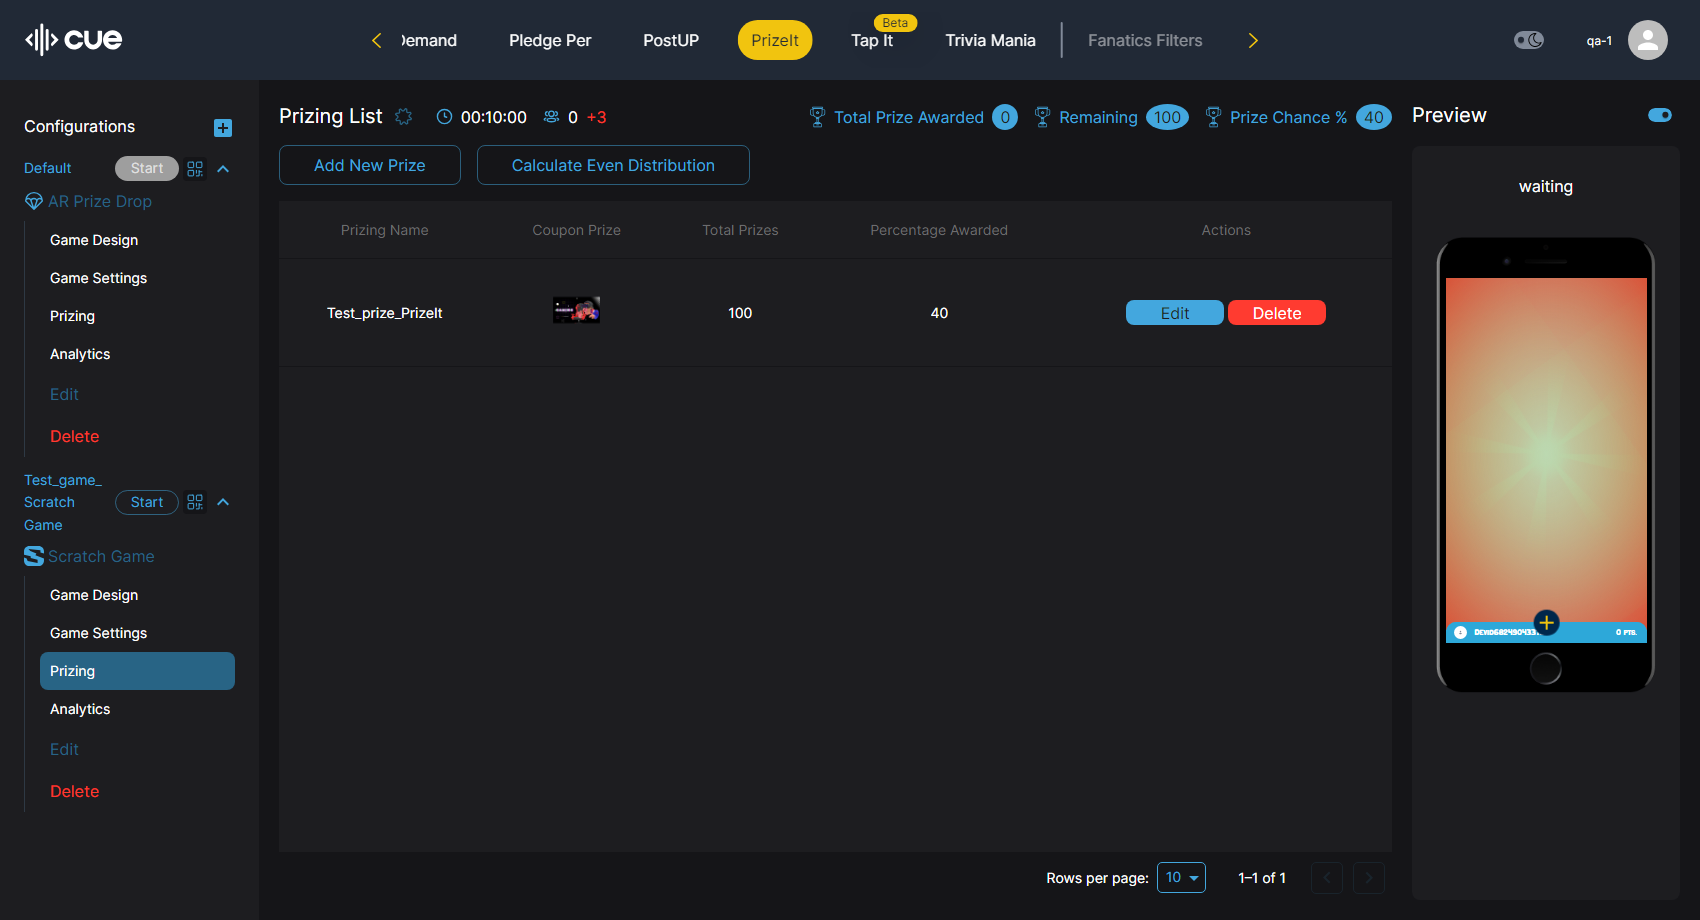 cue
Demand
Pledge Per
PostUP
PrizeIt
Beta
Tap It
Trivia Mania
Fanatics Filters
qa-1
Configurations
Default
Start
AR Prize Drop
Game Design
Game Settings
Prizing
Analytics
Edit
Delete
Test_game_
Scratch
Game
Start
Scratch Game
Game Design
Game Settings
Prizing
Analytics
Edit
Delete
Prizing List
00:10:00
0 +3
Total Prize Awarded 0
Remaining 100
Prize Chance % 40
Add New Prize
Calculate Even Distribution
Prizing Name Coupon Prize Total Prizes Percentage Awarded Actions
Test_prize_PrizeIt 100 40 Edit Delete
Rows per page: 10 1–1 of 1
Preview
waiting
0 PTS.